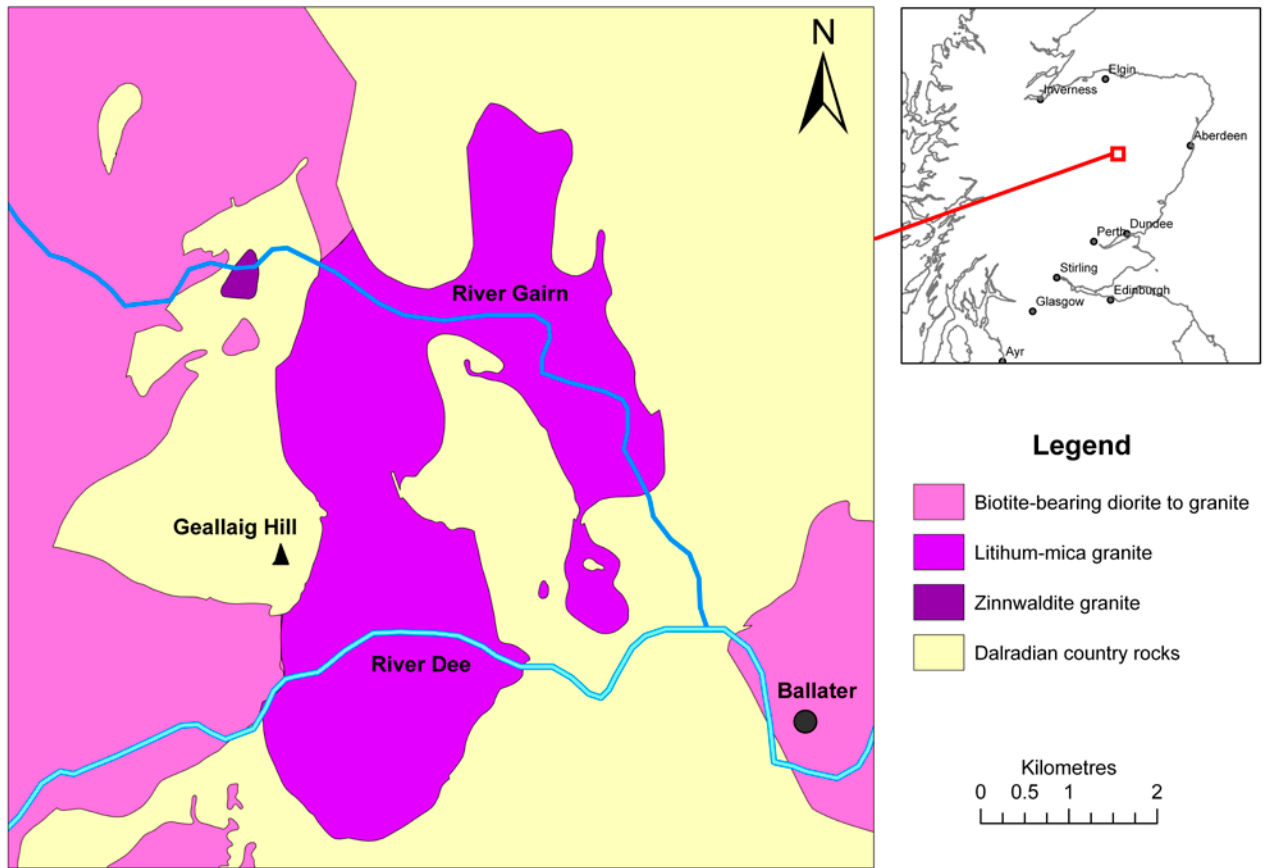 N
River Gairn
Geallaig Hill
River Dee
Ballater
Elgin
Inverness
Aberdeen
Dundee
Perth
Stirling
Edinburgh
Glasgow
Ayr
Legend
Biotite-bearing diorite to granite
Litihum-mica granite
Zinnwaldite granite
Dalradian country rocks
Kilometres
0 0.5 1 2